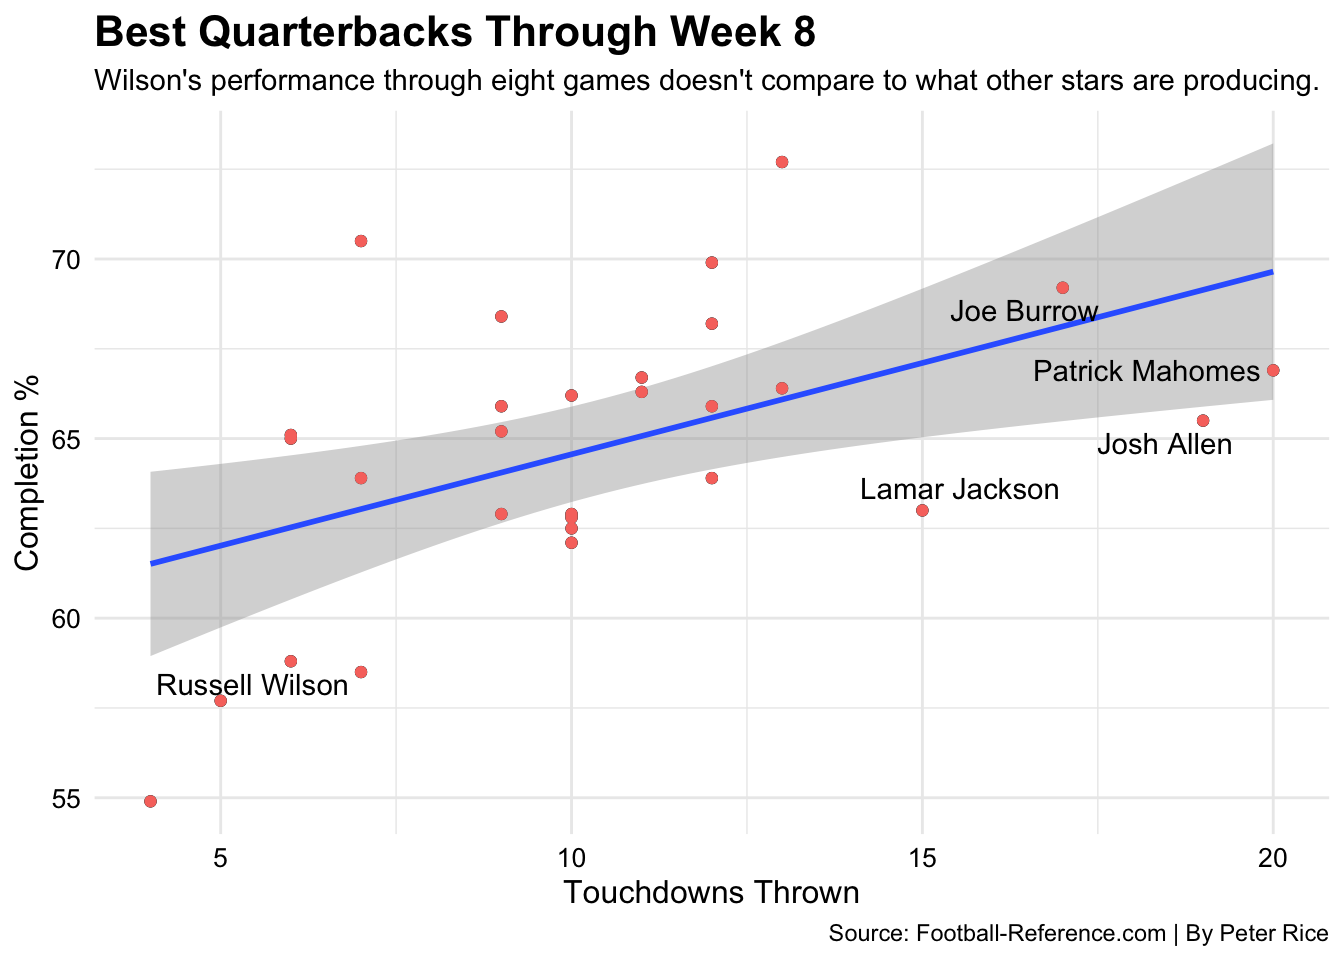 Best Quarterbacks Through Week 8
Wilson's performance through eight games doesn't compare to what other stars are producing.
Completion %
70
65
60
55
Joe Burrow
Patrick Mahomes
Josh Allen
Lamar Jackson
Russell Wilson
5
10
15
20
Touchdowns Thrown
Source: Football-Reference.com | By Peter Rice